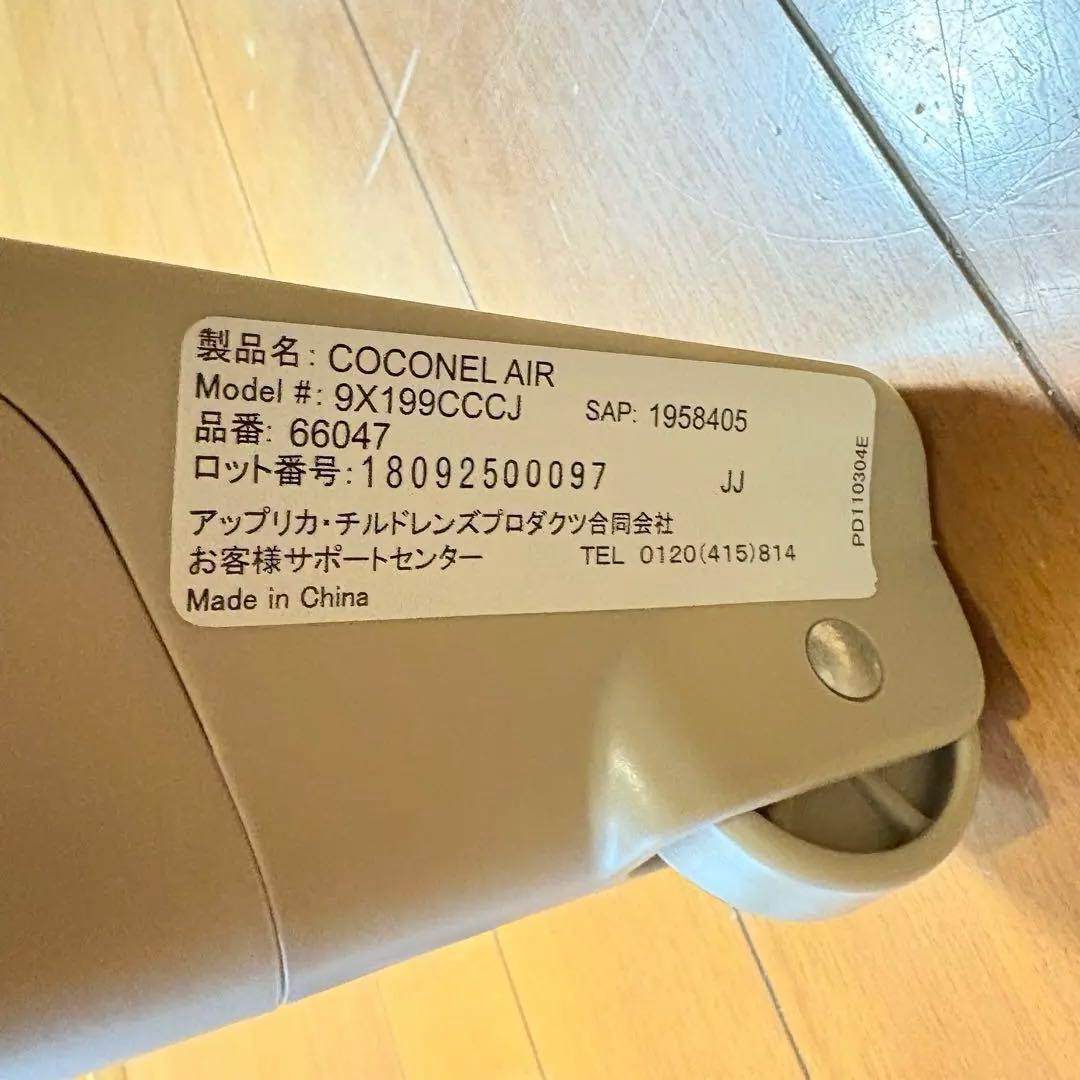 製品名: COCONEL AIR
Model #: 9X199CCCJ SAP: 1958405
品番: 66047
ロット番号:18092500097 JJ
アップリカ・チルドレンズプロダクツ合同会社
お客様サポートセンター TEL 0120(415)814
Made in China
PD110304E